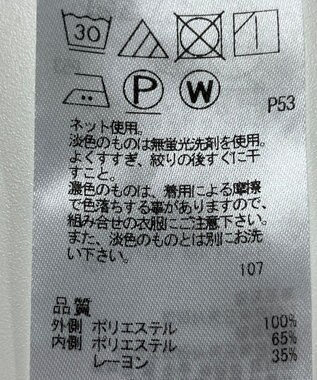 30
P W
P53
ネット使用。
淡色のものは無蛍光洗剤を使用。
よくすすぎ、絞りの後すぐに干
すこと。
濃色のものは、着用による摩擦
で色落ちする事がありますので、
組み合せの衣服にご注意下さい。
また、淡色のものとは別にお洗
い下さい。
107
品質
外側 ポリエステル 100%
内側 ポリエステル 65%
レーヨン 35%